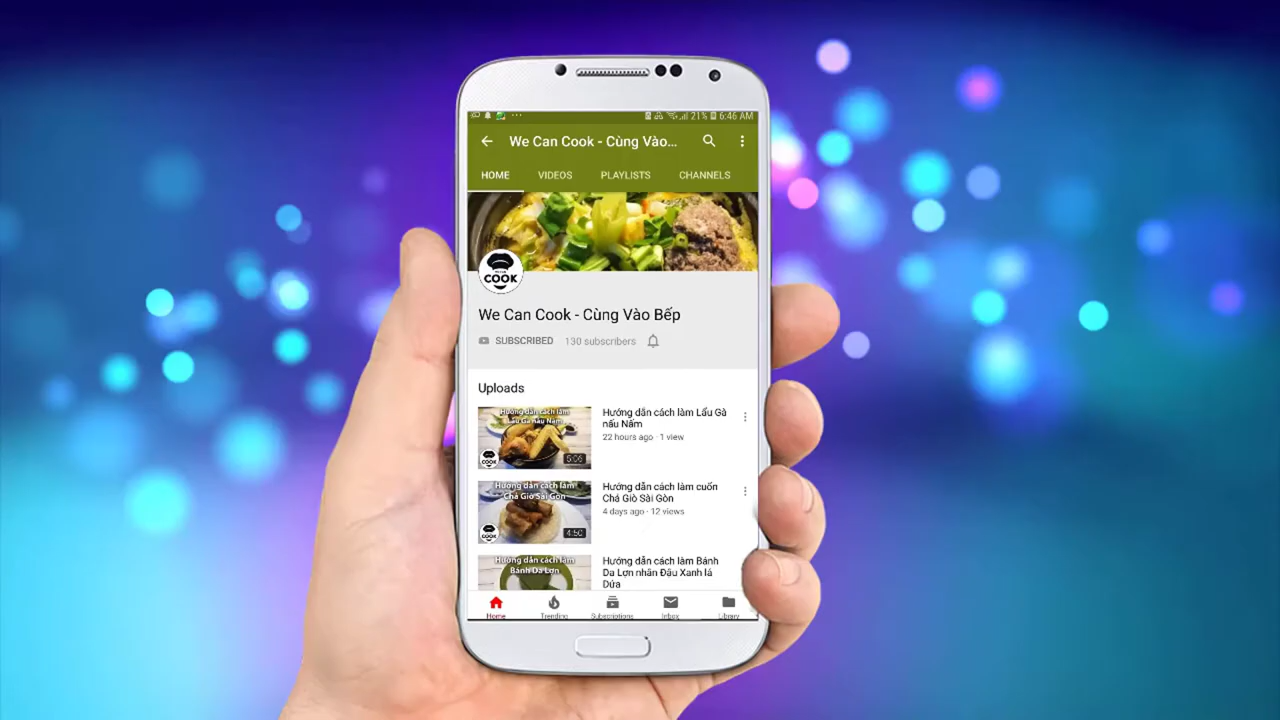 21% 6:46 AM
We Can Cook - Cùng Vào...
HOME VIDEOS PLAYLISTS CHANNELS
COOK
We Can Cook - Cùng Vào Bếp
SUBSCRIBED 130 subscribers
Uploads
Hướng dẫn cách làm
Lẩu Gà nấu Nấm
COOK
5:06
Hướng dẫn cách làm Lẩu Gà
nấu Nấm
22 hours ago · 1 view
Hướng dẫn cách làm
Chả Giò Sài Gòn
COOK
4:50
Hướng dẫn cách làm cuốn
Chả Giò Sài Gòn
4 days ago · 12 views
Hướng dẫn cách làm
Bánh Da Lợn
Hướng dẫn cách làm Bánh
Da Lợn nhân Đậu Xanh lá
Dứa
Home Trending Subscriptions Inbox Library